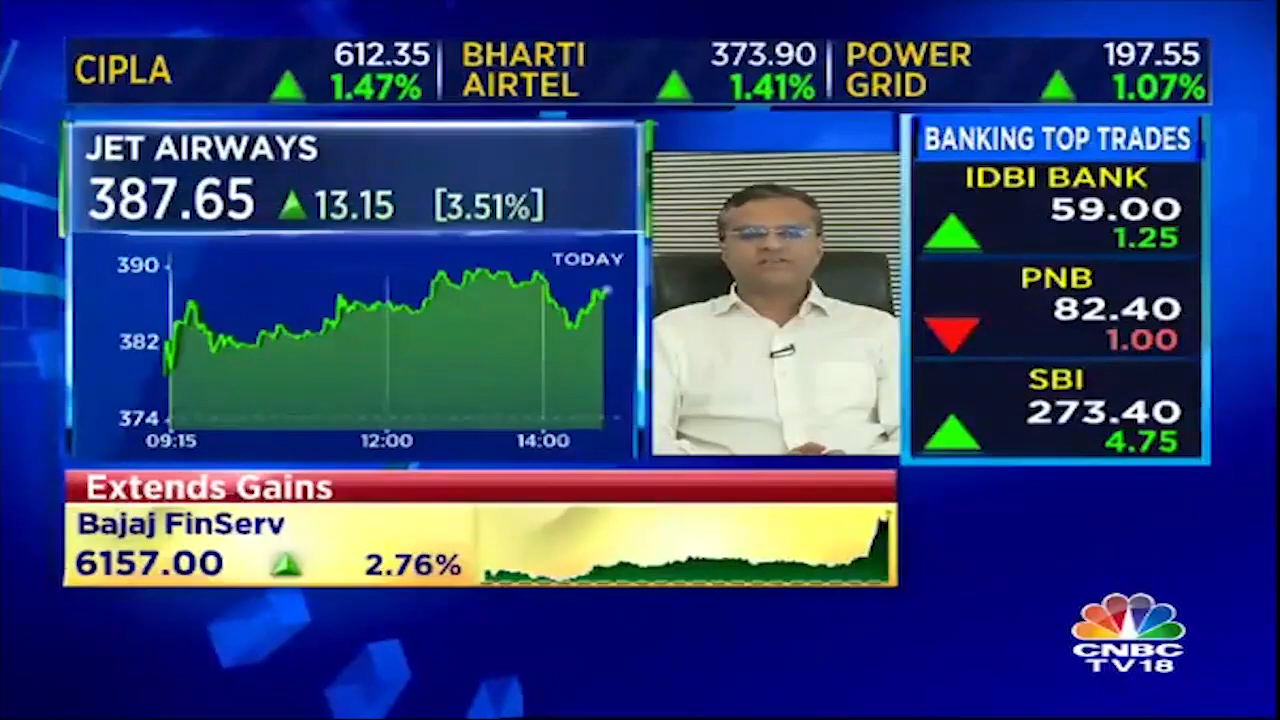 CIPLA 612.35 1.47%
BHARTI AIRTEL 373.90 1.41%
POWER GRID 197.55 1.07%
JET AIRWAYS
387.65 13.15 [3.51%]
TODAY
390
382
374
09:15 12:00 14:00
BANKING TOP TRADES
IDBI BANK
59.00
1.25
PNB
82.40
1.00
SBI
273.40
4.75
Extends Gains
Bajaj FinServ
6157.00 2.76%
CNBC
TV18